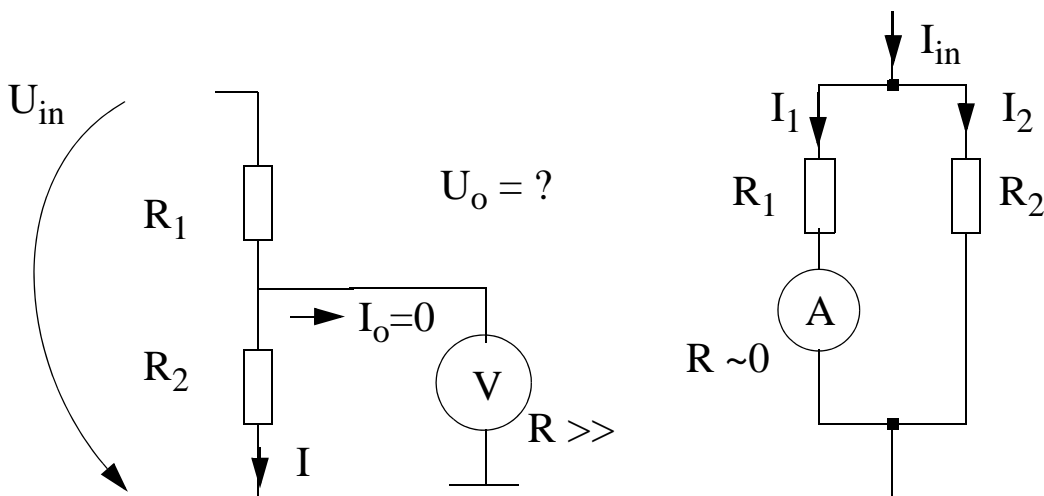 U_in
R_1
U_o = ?
I_o=0
R_2
V
R >>
I
I_in
I_1
I_2
R_1
R_2
A
R ~0